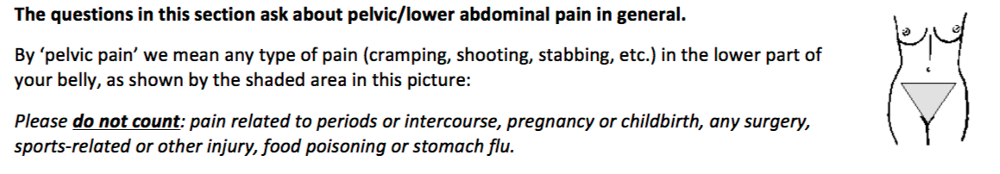 The questions in this section ask about pelvic/lower abdominal pain in general.
By ‘pelvic pain’ we mean any type of pain (cramping, shooting, stabbing, etc.) in the lower part of
your belly, as shown by the shaded area in this picture:
Please do not count: pain related to periods or intercourse, pregnancy or childbirth, any surgery,
sports-related or other injury, food poisoning or stomach flu.